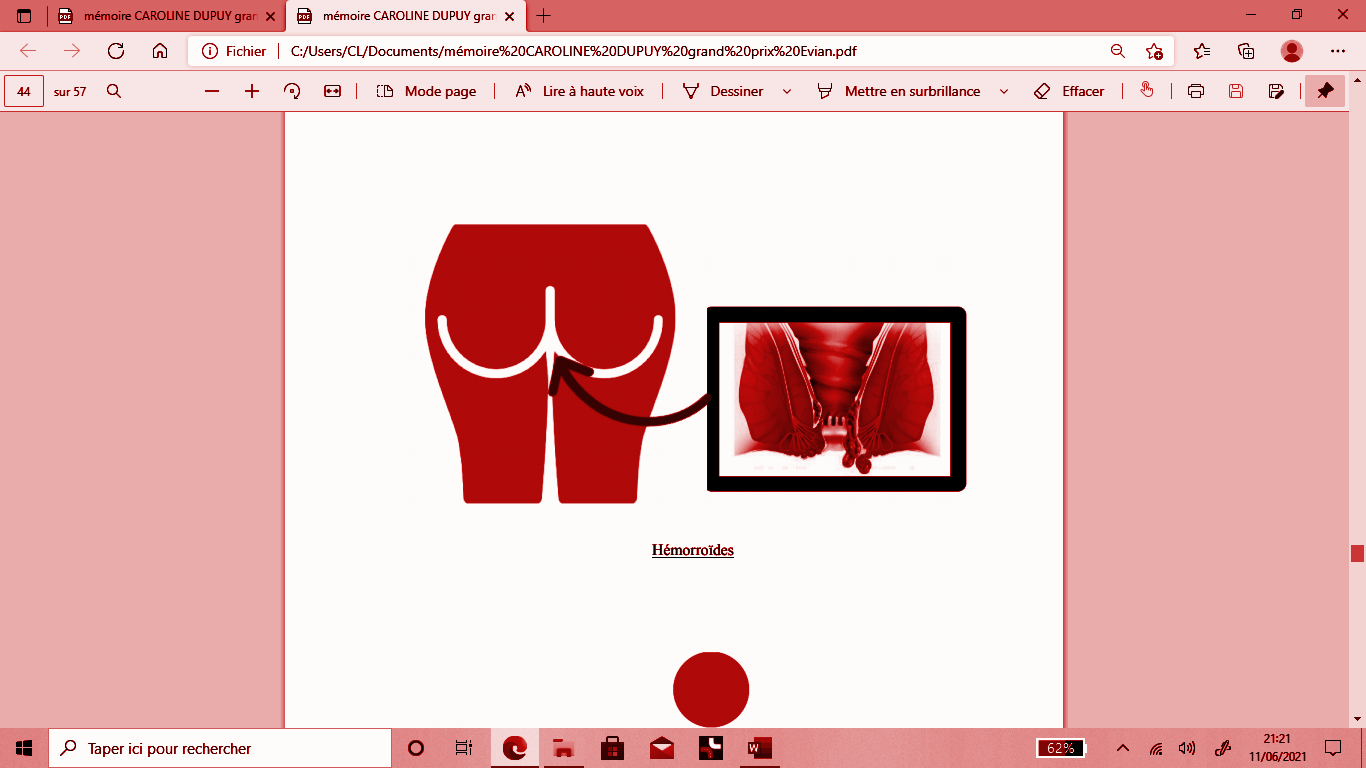 mémoire CAROLINE DUPUY gran
mémoire CAROLINE DUPUY gran
Fichier
C:/Users/CL/Documents/mémoire%20CAROLINE%20DUPUY%20grand%20prix%20Evian.pdf
44
sur 57
Mode page
Lire à haute voix
Dessiner
Mettre en surbrillance
Effacer
Hémorroïdes
Taper ici pour rechercher
62%
21:21
11/06/2021